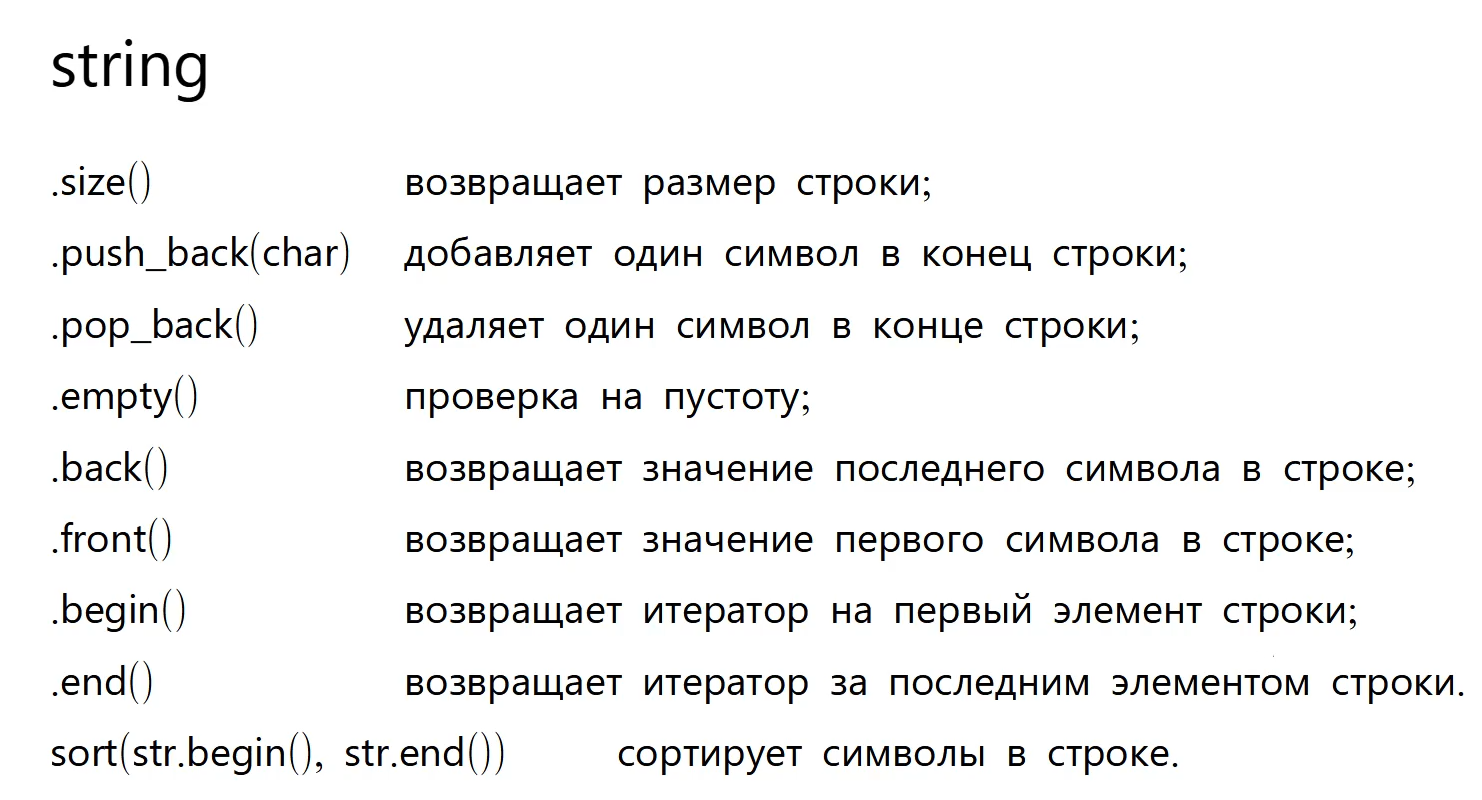 string
.size() возвращает размер строки;
.push_back(char) добавляет один символ в конец строки;
.pop_back() удаляет один символ в конце строки;
.empty() проверка на пустоту;
.back() возвращает значение последнего символа в строке;
.front() возвращает значение первого символа в строке;
.begin() возвращает итератор на первый элемент строки;
.end() возвращает итератор за последним элементом строки.
sort(str.begin(), str.end()) сортирует символы в строке.